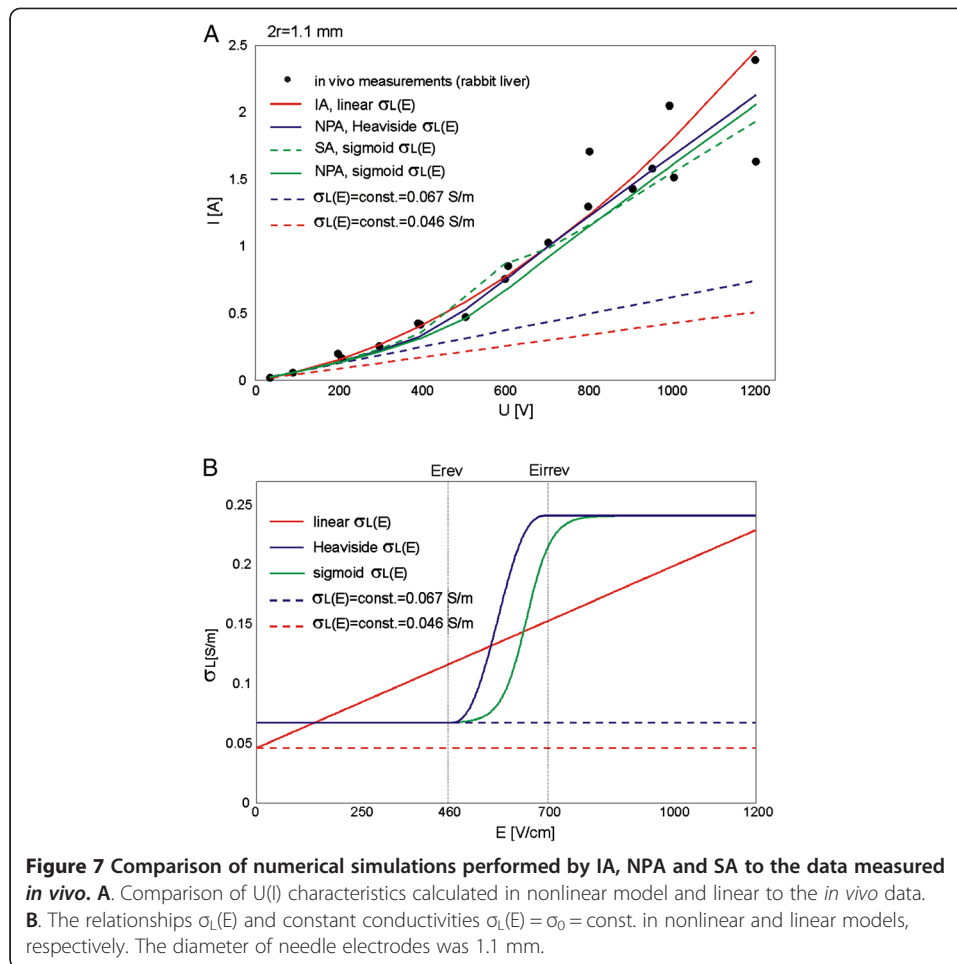 A
2r=1.1 mm
2.5
2
1.5
1
0.5
0
I [A]
in vivo measurements (rabbit liver)
IA, linear σL(E)
NPA, Heaviside σL(E)
SA, sigmoid σL(E)
NPA, sigmoid σL(E)
σL(E)=const.=0.067 S/m
σL(E)=const.=0.046 S/m
0 200 400 600 800 1000 1200
U [V]
B
Erev Eirrev
0.25
0.2
0.15
0.1
0.05
0
σL[S/m]
linear σL(E)
Heaviside σL(E)
sigmoid σL(E)
σL(E)=const.=0.067 S/m
σL(E)=const.=0.046 S/m
0 250 460 700 1000 1200
E [V/cm]
Figure 7 Comparison of numerical simulations performed by IA, NPA and SA to the data measured
in vivo. A. Comparison of U(I) characteristics calculated in nonlinear model and linear to the in vivo data.
B. The relationships σL(E) and constant conductivities σL(E) = σ0 = const. in nonlinear and linear models,
respectively. The diameter of needle electrodes was 1.1 mm.